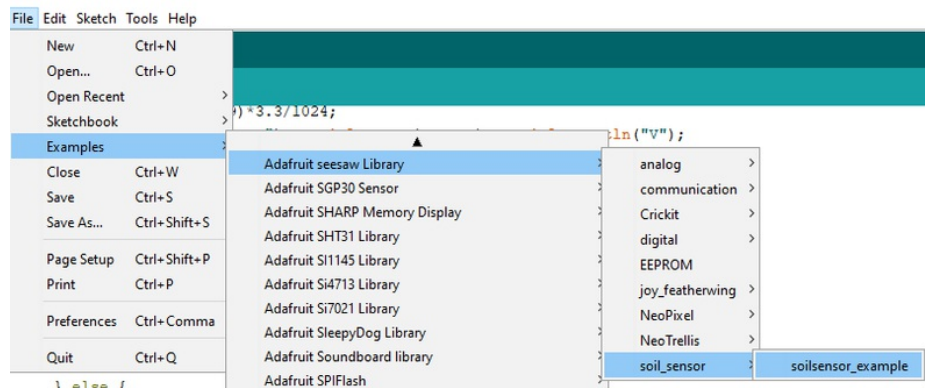 File Edit Sketch Tools Help
New Ctrl+N
Open... Ctrl+O
Open Recent
Sketchbook
Examples
Close Ctrl+W
Save Ctrl+S
Save As... Ctrl+Shift+S
Page Setup Ctrl+Shift+P
Print Ctrl+P
Preferences Ctrl+Comma
Quit Ctrl+Q
)*3.3/1024;
ln("V");
} else {
Adafruit seesaw Library
Adafruit SGP30 Sensor
Adafruit SHARP Memory Display
Adafruit SHT31 Library
Adafruit SI1145 Library
Adafruit Si4713 Library
Adafruit Si7021 Library
Adafruit SleepyDog Library
Adafruit Soundboard library
Adafruit SPIFlash
analog
communication
Crickit
digital
EEPROM
joy_featherwing
NeoPixel
NeoTrellis
soil_sensor
soilsensor_example